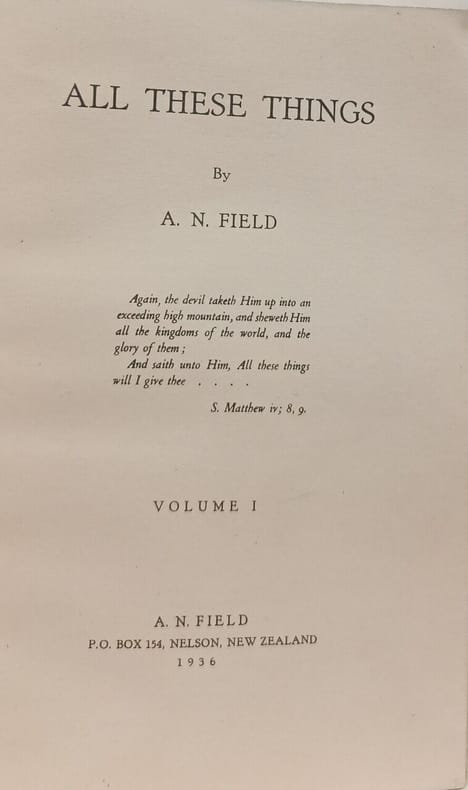 ALL THESE THINGS
By
A. N. FIELD
Again, the devil taketh Him up into an
exceeding high mountain, and sheweth Him
all the kingdoms of the world, and the
glory of them ;
And saith unto Him, All these things
will I give thee . . . .
S. Matthew iv; 8, 9.
VOLUME I
A. N. FIELD
P.O. BOX 154, NELSON, NEW ZEALAND
1936